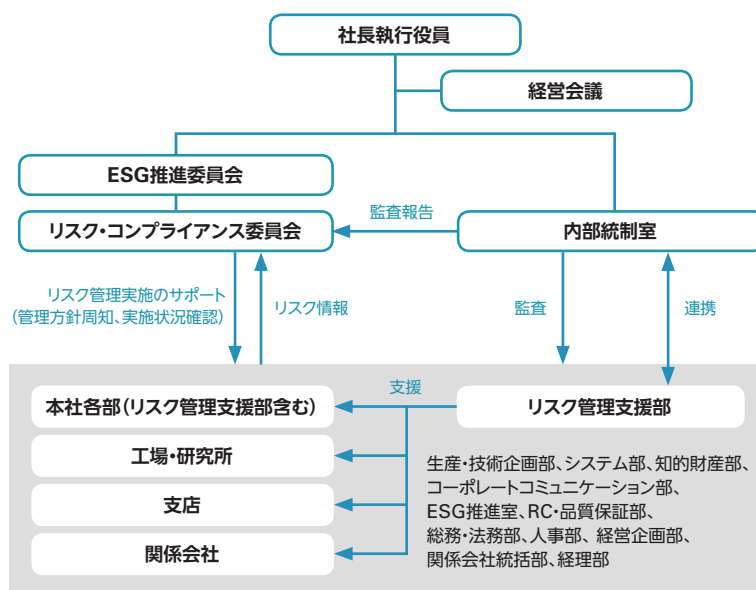 社長執行役員
経営会議
ESG推進委員会
リスク・コンプライアンス委員会
監査報告
内部統制室
リスク管理実施のサポート
(管理方針周知、実施状況確認)
リスク情報
監査
連携
本社各部(リスク管理支援部含む)
支援
リスク管理支援部
工場・研究所
支店
関係会社
生産・技術企画部、システム部、知的財産部、
コーポレートコミュニケーション部、
ESG推進室、RC・品質保証部、
総務・法務部、人事部、経営企画部、
関係会社統括部、経理部